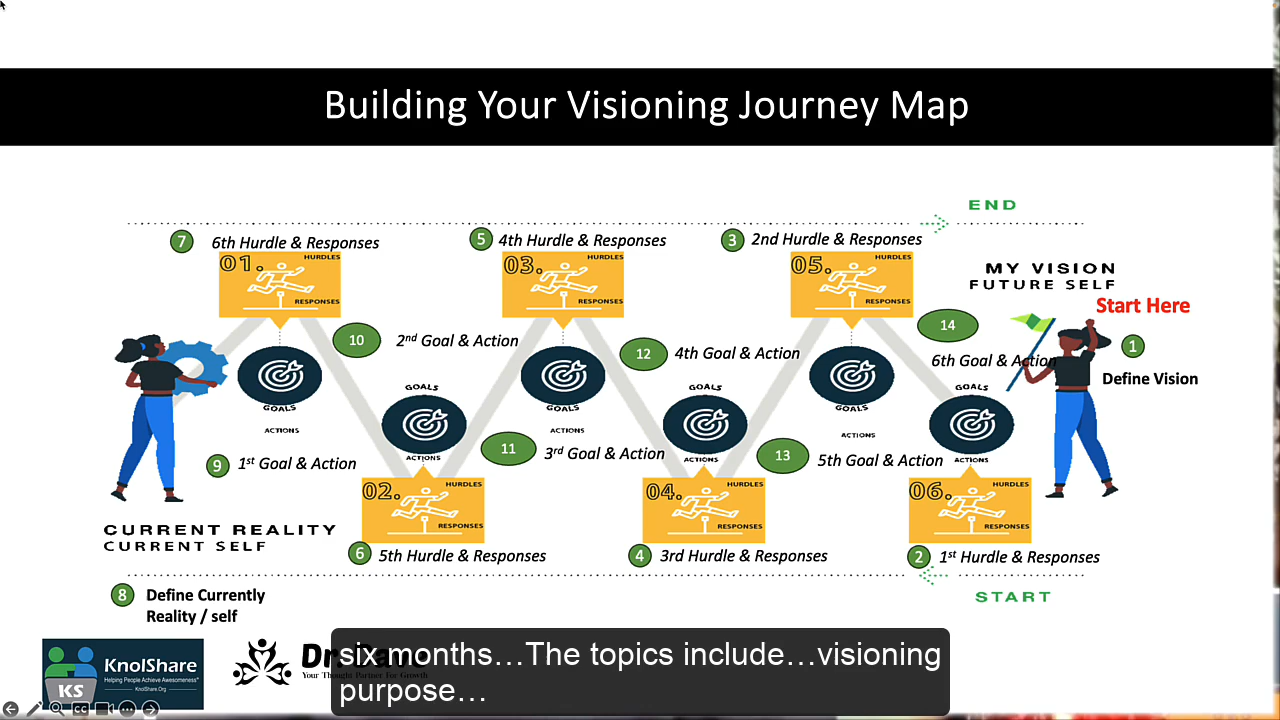 Building Your Visioning Journey Map
END
7 6th Hurdle & Responses
5 4th Hurdle & Responses
3 2nd Hurdle & Responses
01. HURDLES
RESPONSES
03. HURDLES
RESPONSES
05. HURDLES
RESPONSES
MY VISION
FUTURE SELF
Start Here
1
Define Vision
10 2nd Goal & Action
12 4th Goal & Action
14
6th Goal & Action
GOALS
ACTIONS
GOALS
ACTIONS
GOALS
ACTIONS
GOALS
ACTIONS
GOALS
ACTIONS
GOALS
ACTIONS
9 1st Goal & Action
11 3rd Goal & Action
13 5th Goal & Action
02. HURDLES
RESPONSES
04. HURDLES
RESPONSES
06. HURDLES
RESPONSES
CURRENT REALITY
CURRENT SELF
6 5th Hurdle & Responses
4 3rd Hurdle & Responses
2 1st Hurdle & Responses
START
8 Define Currently
Reality / self
KS
KnolShare
Helping People Achieve Awesomeness®
KnolShare.Org
Dr. Dave
Your Thought Partner For Growth
six months…The topics include…visioning
purpose…
CC